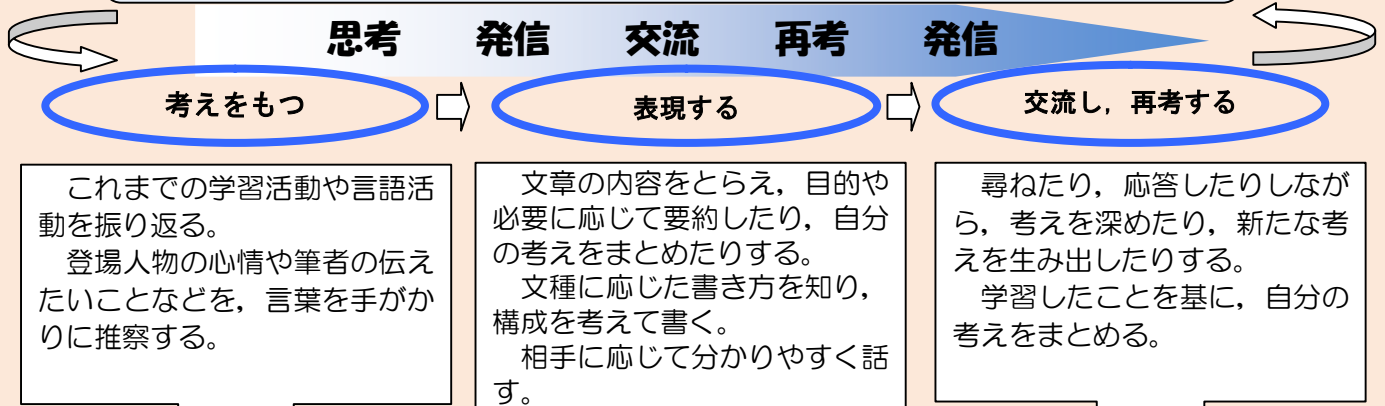 思考 発信 交流 再考 発信
考えをもつ
表現する
交流し，再考する
これまでの学習活動や言語活
動を振り返る。
登場人物の心情や筆者の伝え
たいことなどを，言葉を手がか
りに推察する。
文章の内容をとらえ，目的や
必要に応じて要約したり，自分
の考えをまとめたりする。
文種に応じた書き方を知り，
構成を考えて書く。
相手に応じて分かりやすく話
す。
尋ねたり，応答したりしなが
ら，考えを深めたり，新たな考
えを生み出したりする。
学習したことを基に，自分の
考えをまとめる。